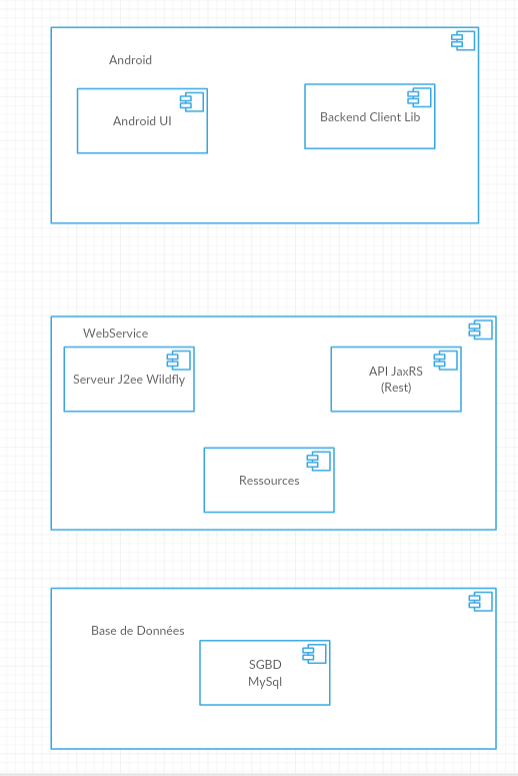 Android
Android UI
Backend Client Lib
WebService
Serveur J2ee Wildfly
API JaxRS
(Rest)
Ressources
Base de Données
SGBD
MySql